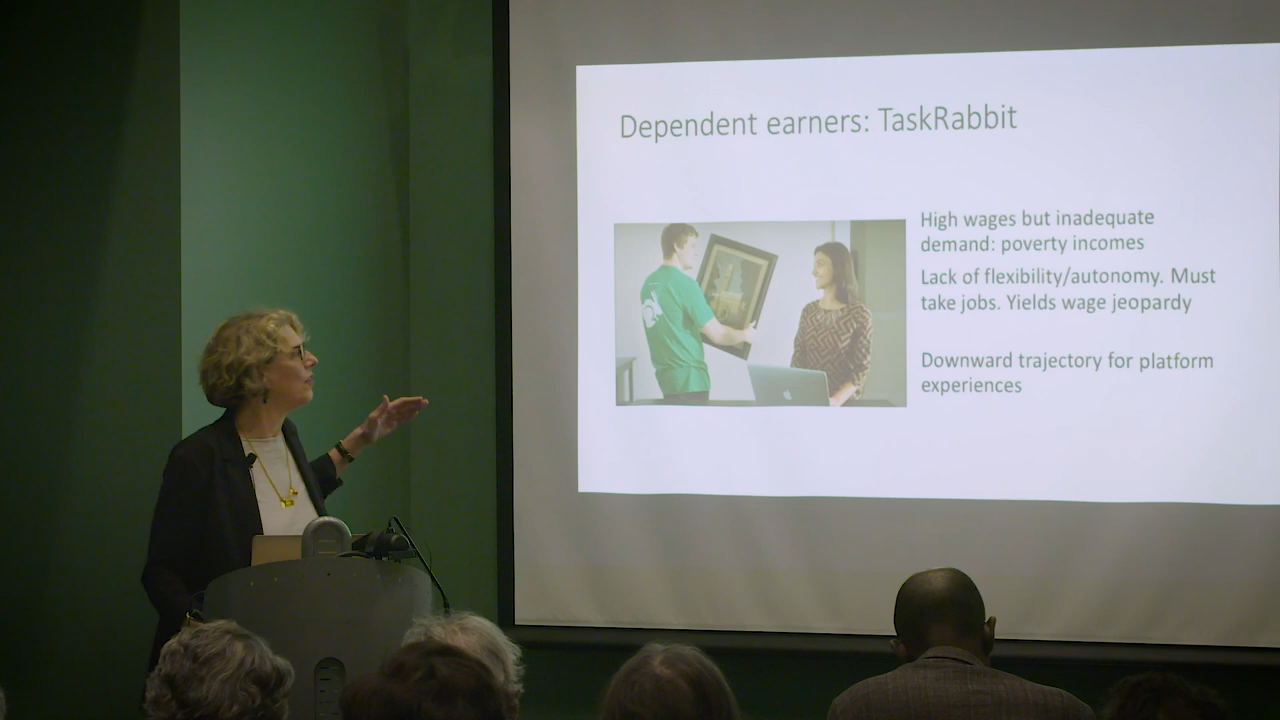 Dependent earners: TaskRabbit
High wages but inadequate
demand: poverty incomes
Lack of flexibility/autonomy. Must
take jobs. Yields wage jeopardy
Downward trajectory for platform
experiences